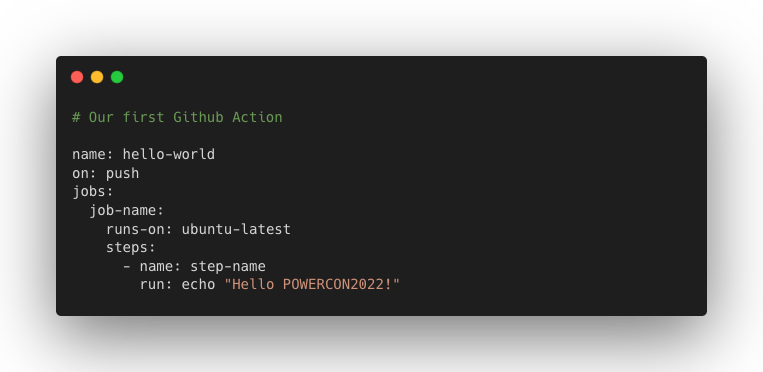 # Our first Github Action

name: hello-world
on: push
jobs:
  job-name:
    runs-on: ubuntu-latest
    steps:
      - name: step-name
        run: echo "Hello POWERCON2022!"